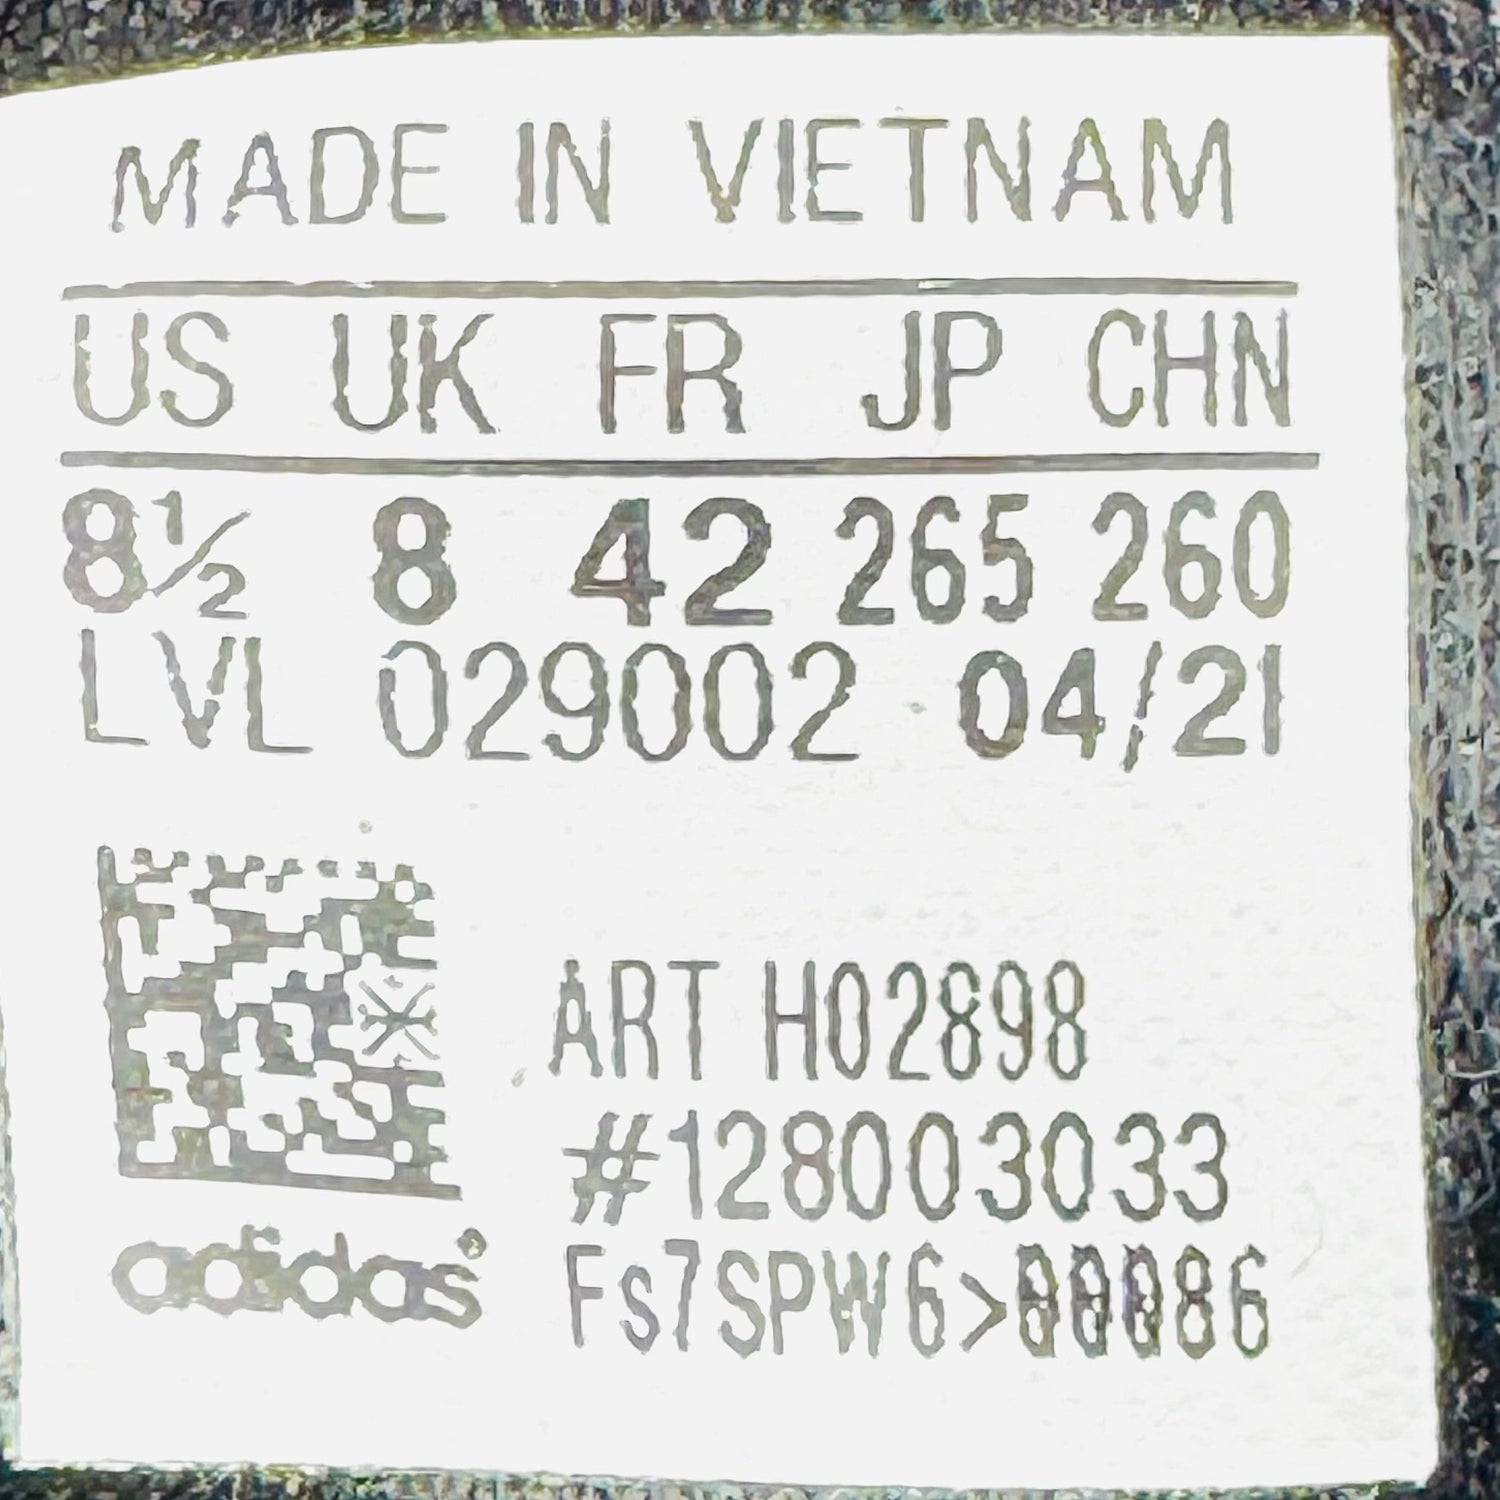 MADE IN VIETNAM
US UK FR JP CHN
8½ 8 42 265 260
LVL 029002 04/21
ART H02898
#128003033
adidas